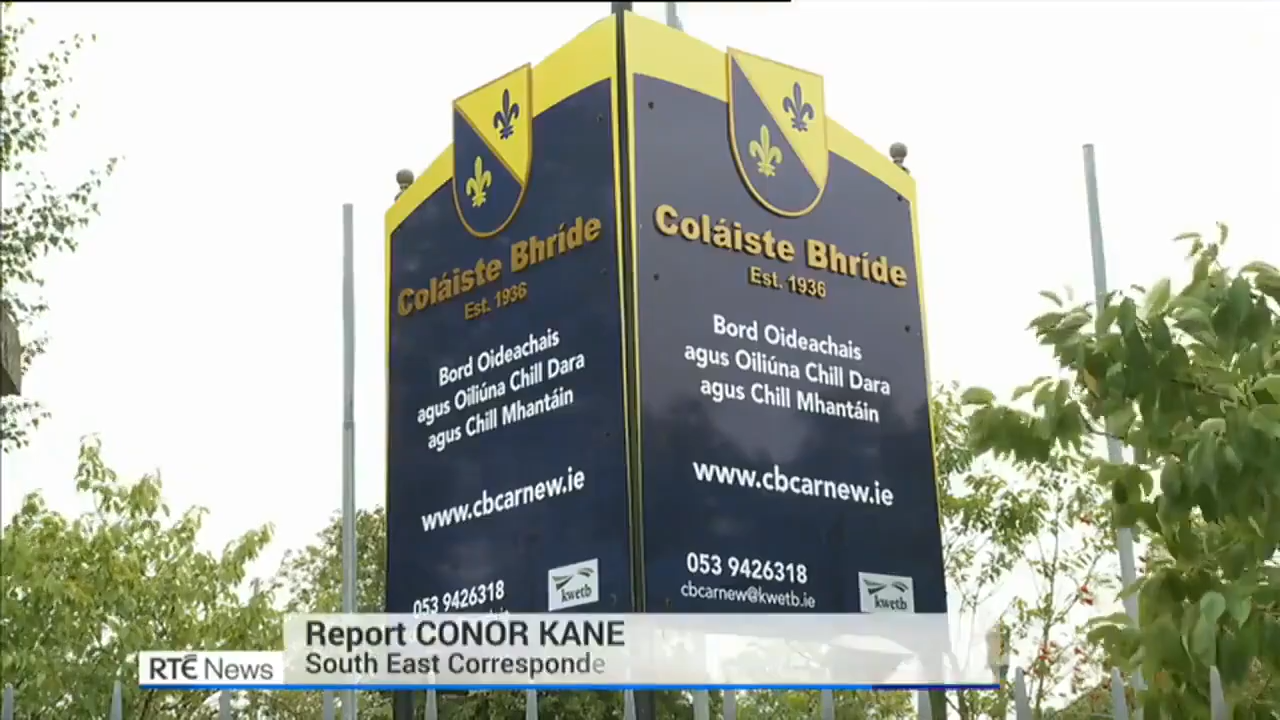 Coláiste Bhríde
Est. 1936
Bord Oideachais
agus Oiliúna Chill Dara
agus Chill Mhantáin
www.cbcarnew.ie
053 9426318
kwetb
Coláiste Bhríde
Est. 1936
Bord Oideachais
agus Oiliúna Chill Dara
agus Chill Mhantáin
www.cbcarnew.ie
053 9426318
cbcarnew@kwetb.ie
kwetb
Report CONOR KANE
South East Corresponde
RTÉ News